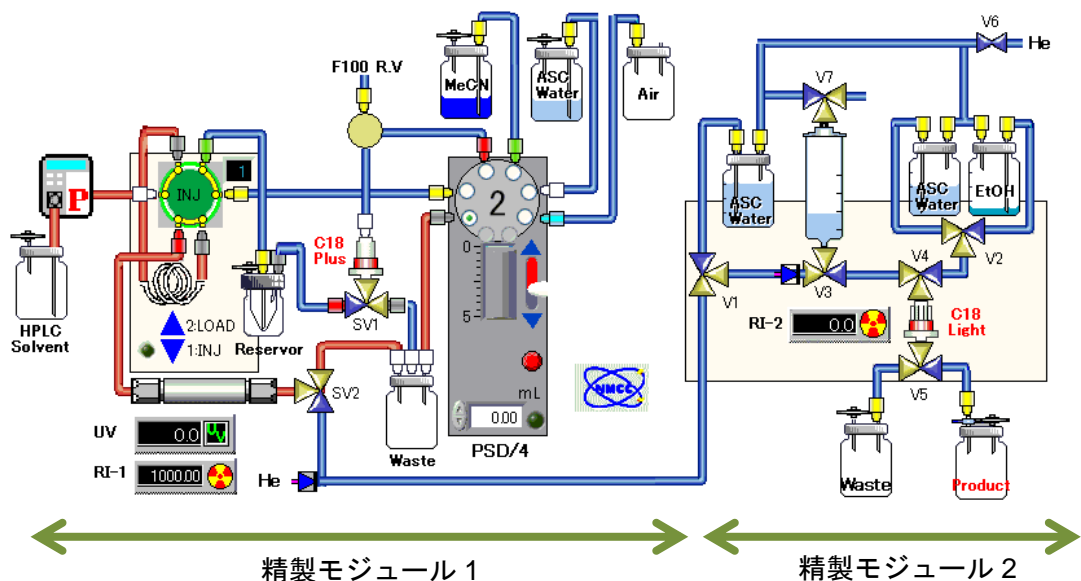 F100 R.V
MeCN
ASC
Water
Air
V6
He
V7
P
INJ
1
2
ASC
Water
ASC
Water
EtOH
HPLC
Solvent
2:LOAD
1:INJ
Reservor
C18
Plus
SV1
0
5
mL
0.00
PSD/4
NMCC
V1
V3
V4
V2
RI-2
0.0
C18
Light
V5
SV2
UV
0.0
UV
RI-1
1000.00
He
Waste
Waste
Product
精製モジュール 1
精製モジュール 2